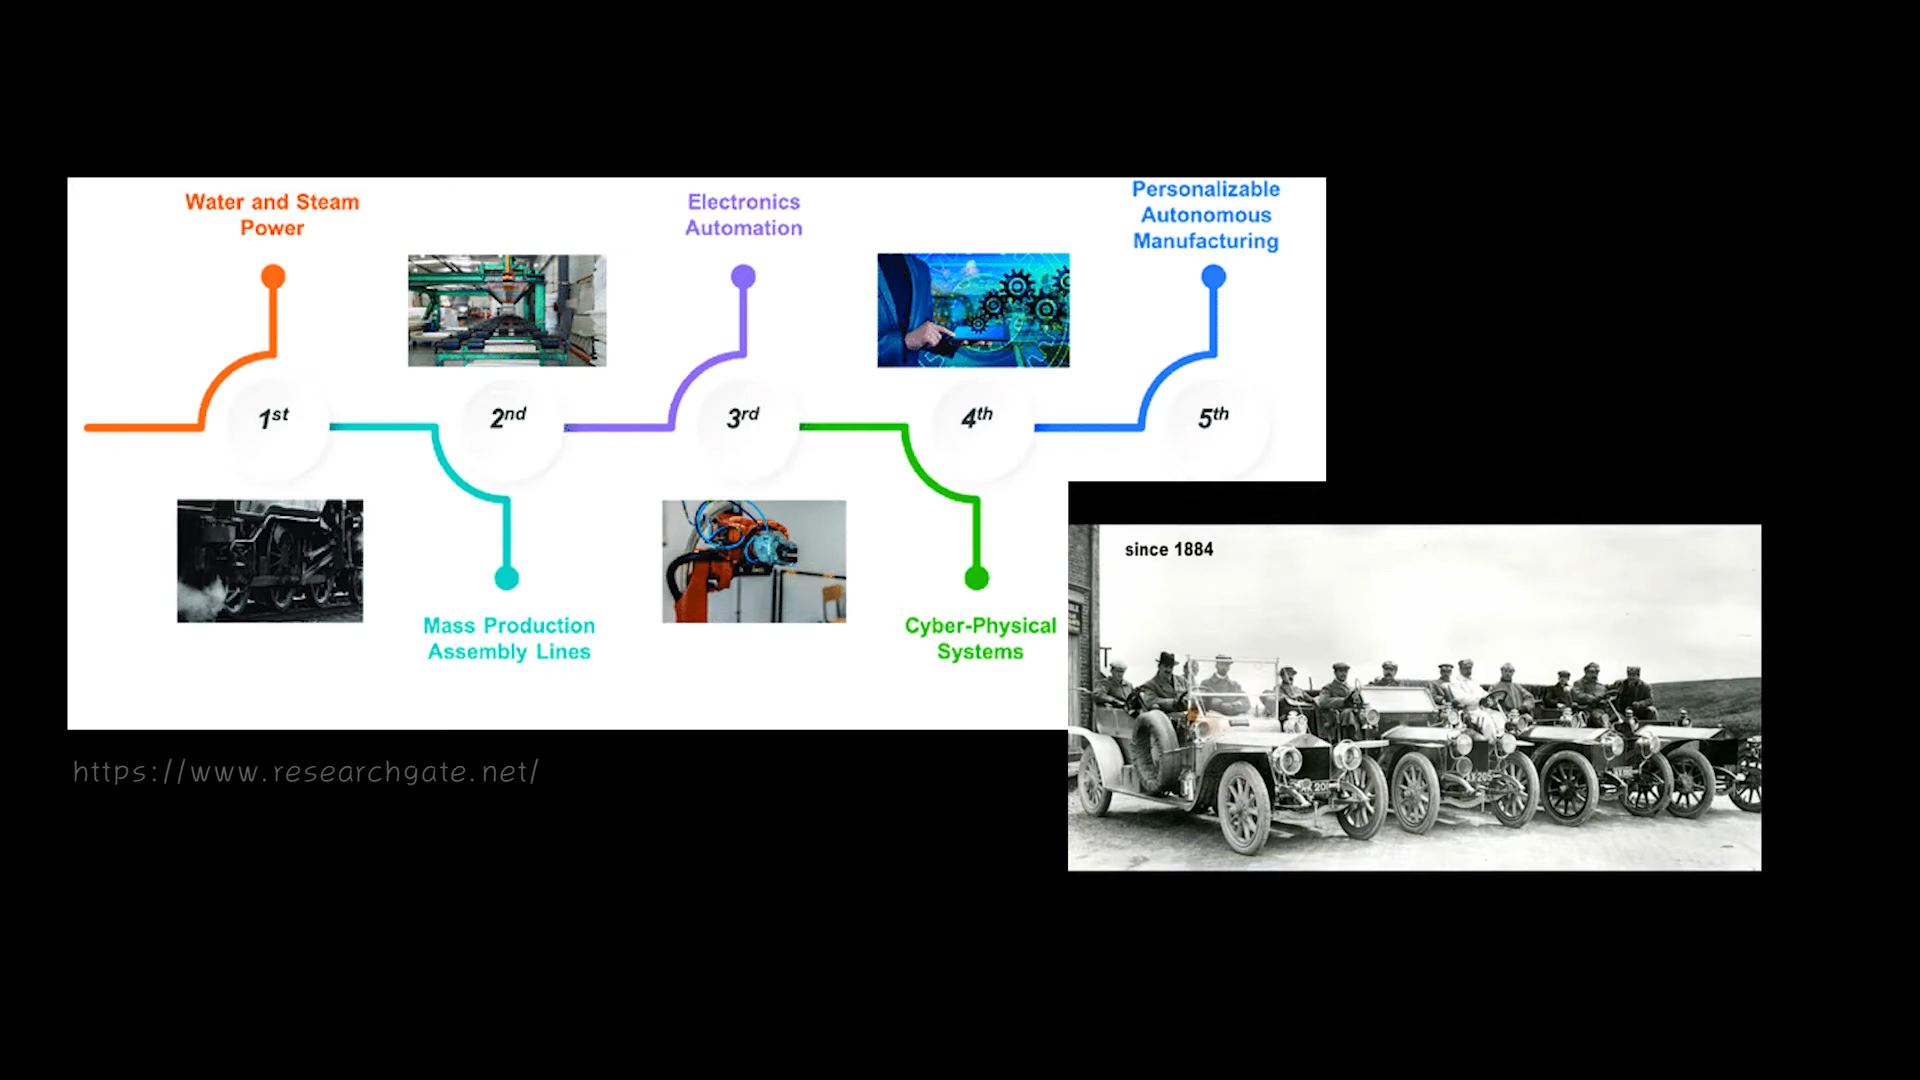 Water and Steam
Power
Electronics
Automation
Personalizable
Autonomous
Manufacturing
1st
2nd
3rd
4th
5th
Mass Production
Assembly Lines
Cyber-Physical
Systems
since 1884
https://www.researchgate.net/